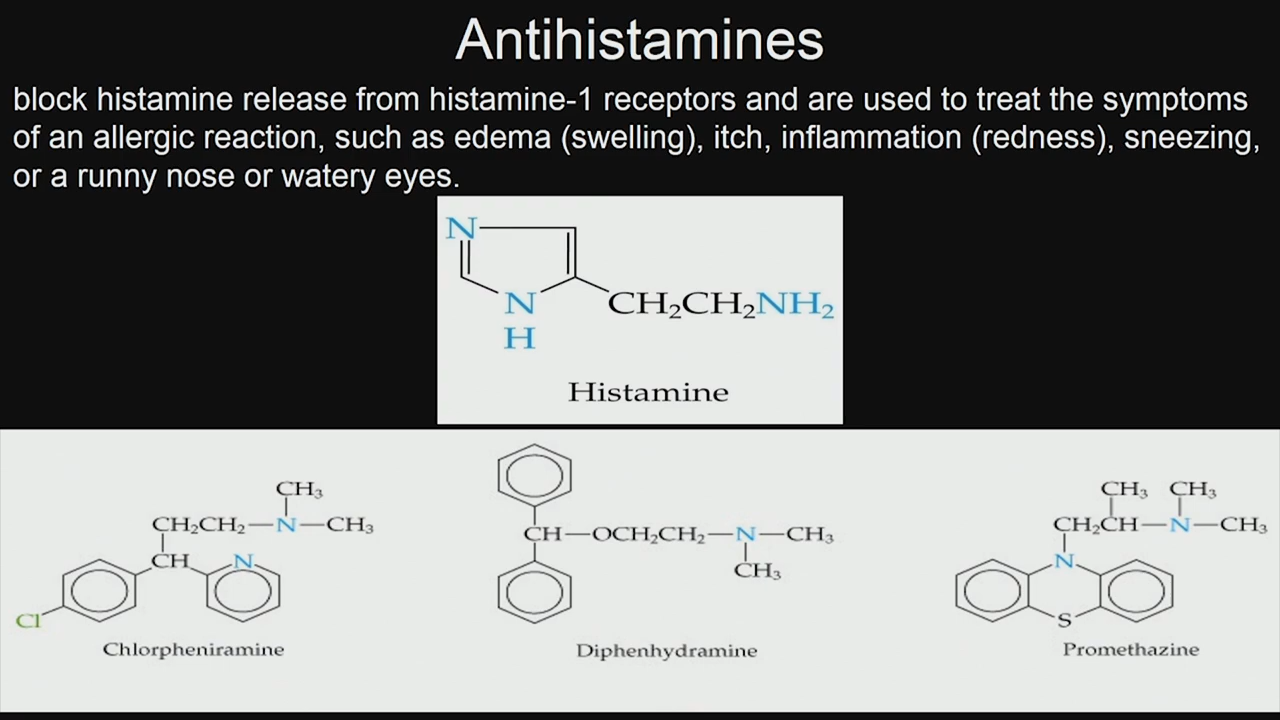 Antihistamines
block histamine release from histamine-1 receptors and are used to treat the symptoms
of an allergic reaction, such as edema (swelling), itch, inflammation (redness), sneezing,
or a runny nose or watery eyes.
N
N
H
CH₂CH₂NH₂
Histamine
CH₃
CH₂CH₂—N—CH₃
CH
N
Cl
Chlorpheniramine
CH—OCH₂CH₂—N—CH₃
CH₃
Diphenhydramine
CH₃ CH₃
CH₂CH—N—CH₃
N
S
Promethazine